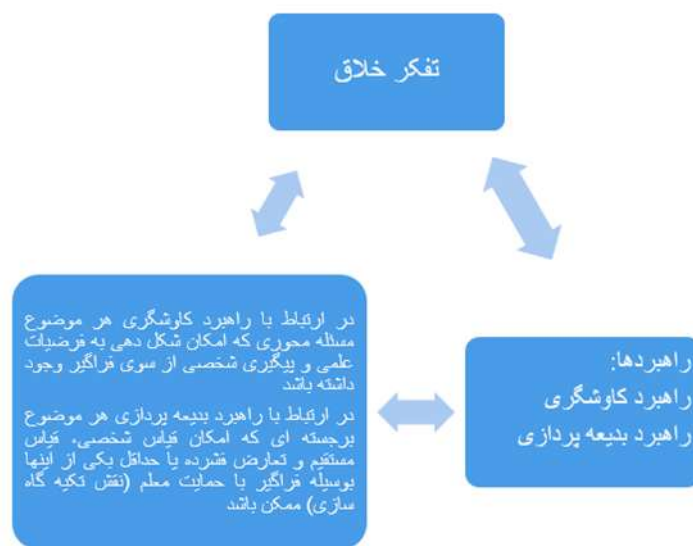 تفکر خلاق
راهبردها:
راهبرد کاوشگری
راهبرد بدیعه پردازی
در ارتباط با راهبرد کاوشگری هر موضوع
مسئله محوری که امکان شکل دهی به فرضیات
علمی و پیگیری شخصی از سوی فراگیر وجود
داشته باشد
در ارتباط با راهبرد بدیعه پردازی هر موضوع
برجسته ای که امکان قیاس شخصی، قیاس
مستقیم و تعارض فشرده یا حداقل یکی از اینها
بوسیله فراگیر با حمایت معلم (نقش تکیه گاه
سازی) ممکن باشد